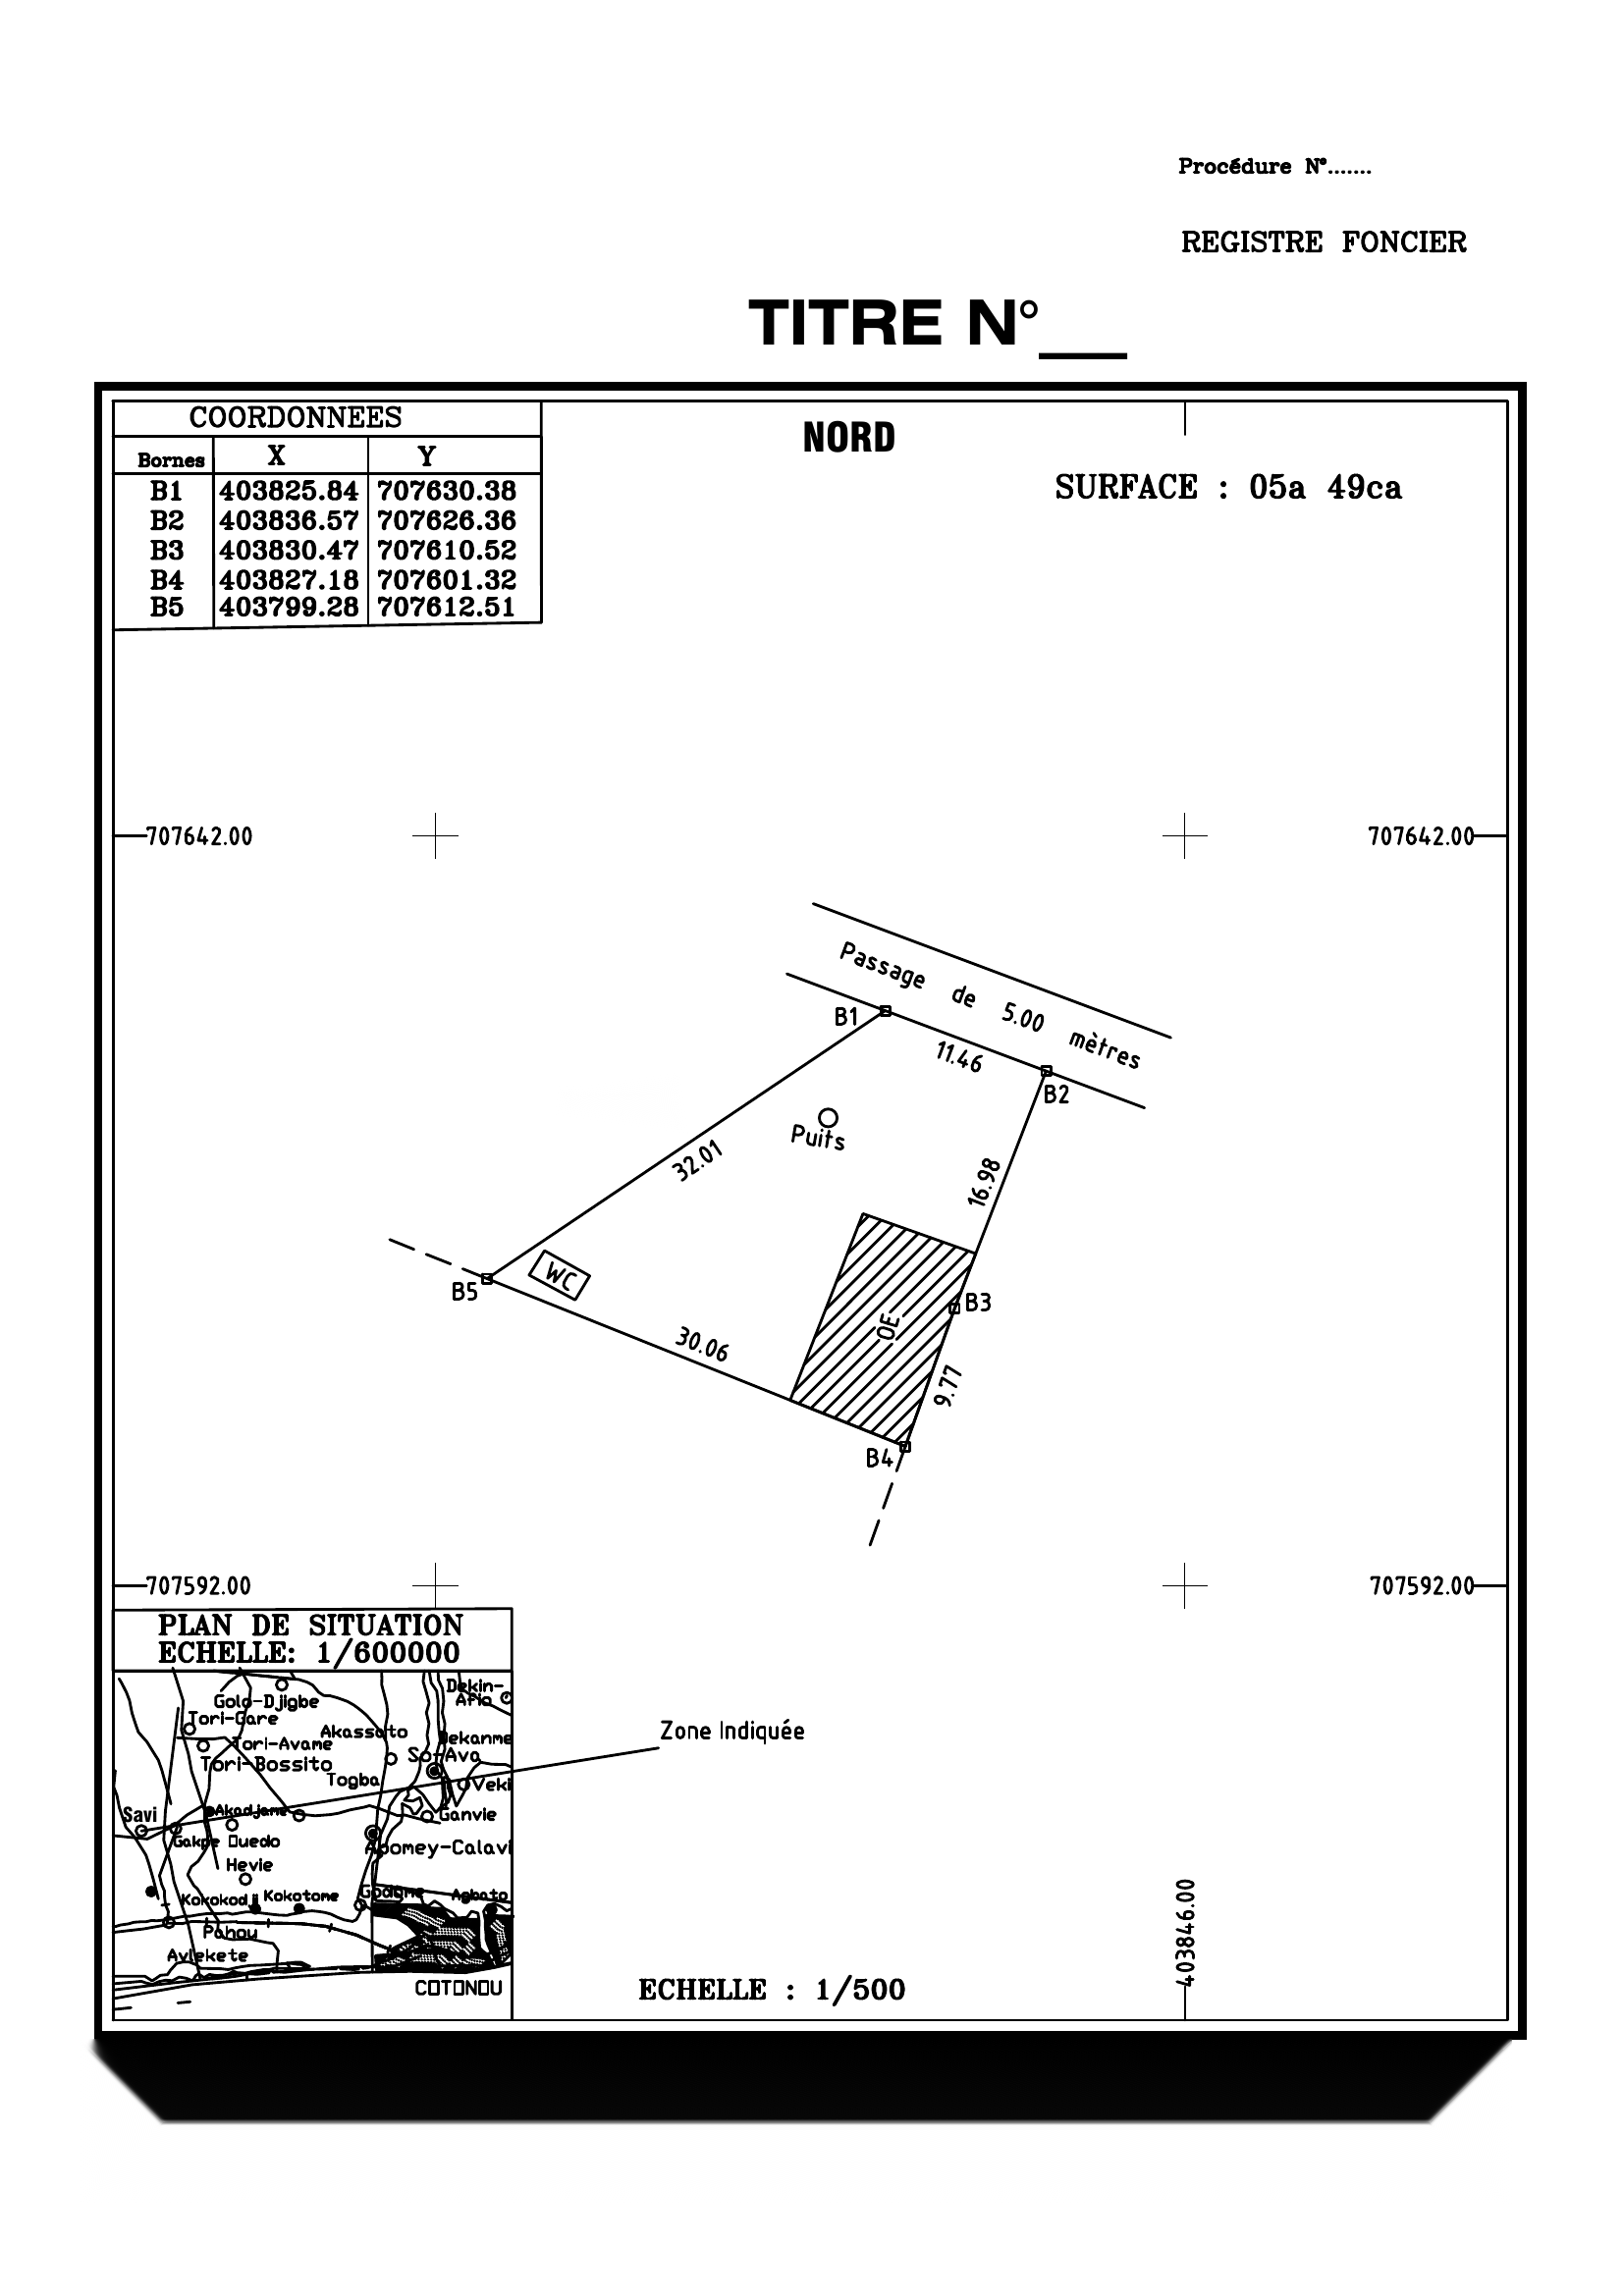 Procédure N°.......
REGISTRE FONCIER
TITRE N°___
COORDONNEES
Bornes X Y
B1 403825.84 707630.38
B2 403836.57 707626.36
B3 403830.47 707610.52
B4 403827.18 707601.32
B5 403799.28 707612.51
NORD
SURFACE : 05a 49ca
707642.00
707642.00
Passage de 5.00 mètres
B1
11.46
B2
Puits
32.01
16.98
WC
B5
B3
OE
30.06
9.77
B4
707592.00
707592.00
PLAN DE SITUATION
ECHELLE: 1/600000
Dekin-
Afio
Golo-Djigbe
Tori-Gare
Akassato
Tori-Avame
Dekanme
So-Ava
Tori-Bossito
Togba
Veki
Zone Indiquée
Savi
Akadjame
Ganvie
Gakpe Ouedo
Abomey-Calavi
Hevie
Kokokodji
Kokotome
Godome
Agbato
Pahou
Avlekete
COTONOU
ECHELLE : 1/500
403846.00